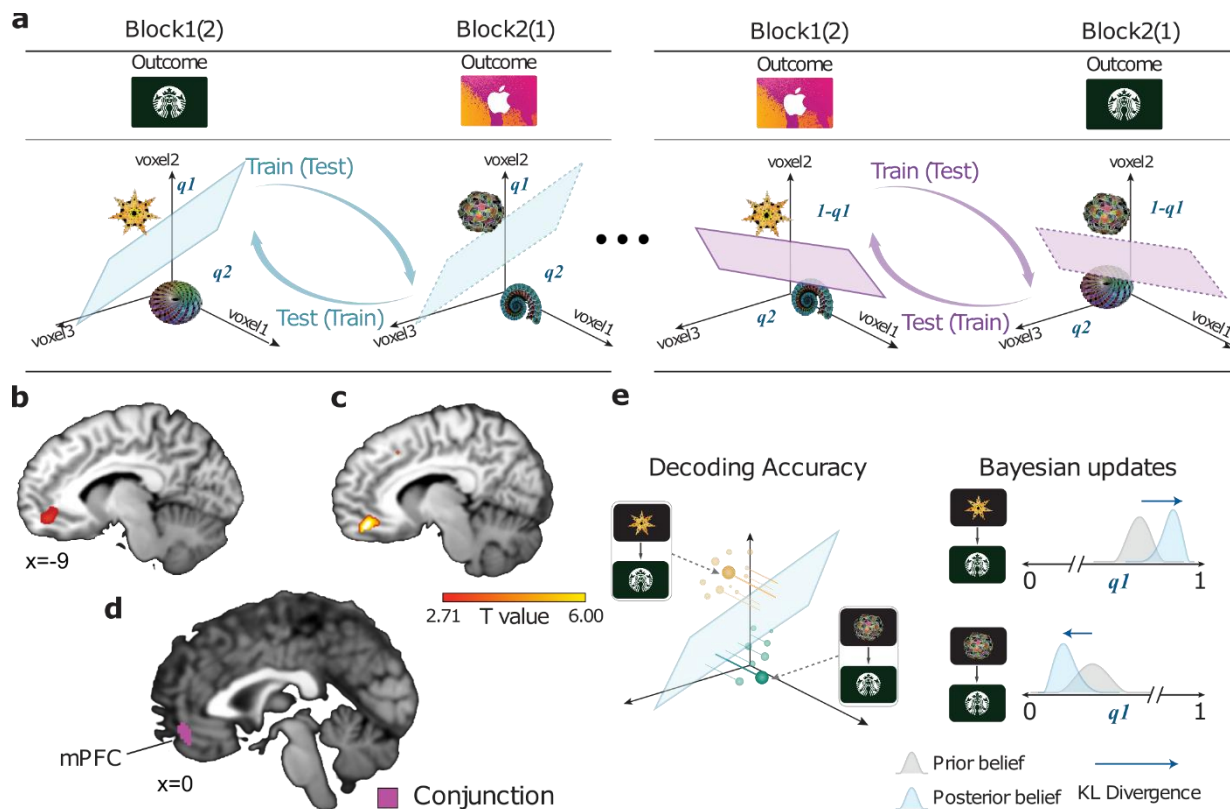 a
Block1(2)
Block2(1)
Block1(2)
Block2(1)
Outcome
Outcome
Outcome
Outcome
voxel2
q1
q2
voxel3
voxel1
Train (Test)
Test (Train)
voxel2
q1
q2
voxel3
voxel1
voxel2
1-q1
q2
voxel3
voxel1
Train (Test)
Test (Train)
voxel2
1-q1
q2
voxel3
voxel1
b
x=-9
c
2.71 T value 6.00
d
mPFC
x=0
Conjunction
e
Decoding Accuracy
Bayesian updates
0 q1 1
0 q1 1
Prior belief
Posterior belief
KL Divergence